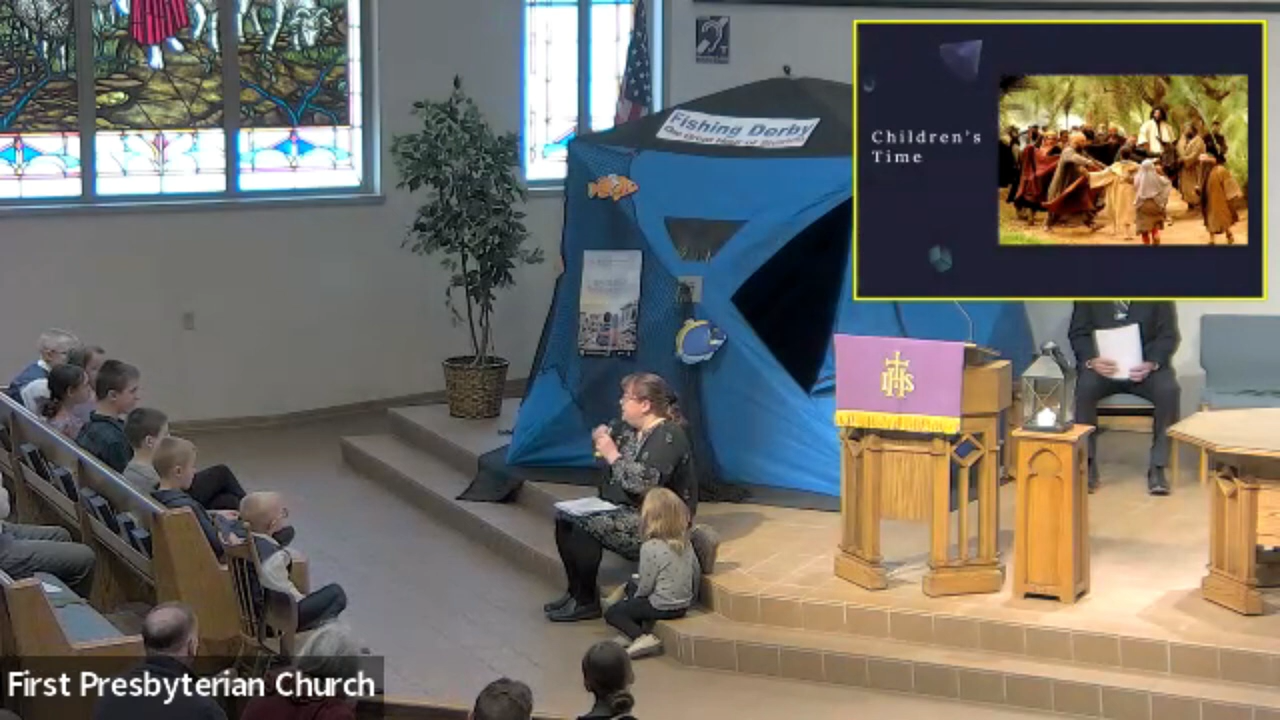 Fishing Derby
Children's
Time
IHS
First Presbyterian Church